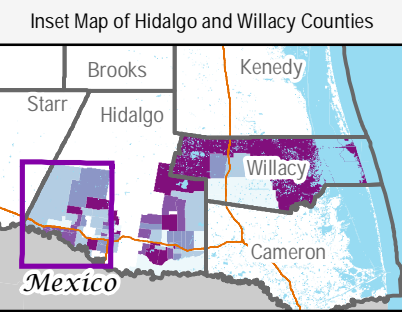 Inset Map of Hidalgo and Willacy Counties
Brooks
Kenedy
Starr
Hidalgo
Willacy
Cameron
Mexico